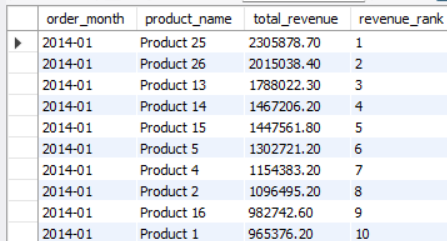 order_month product_name total_revenue revenue_rank
2014-01 Product 25 2305878.70 1
2014-01 Product 26 2015038.40 2
2014-01 Product 13 1788022.30 3
2014-01 Product 14 1467206.20 4
2014-01 Product 15 1447561.80 5
2014-01 Product 5 1302721.20 6
2014-01 Product 4 1154383.20 7
2014-01 Product 2 1096495.20 8
2014-01 Product 16 982742.60 9
2014-01 Product 1 965376.20 10